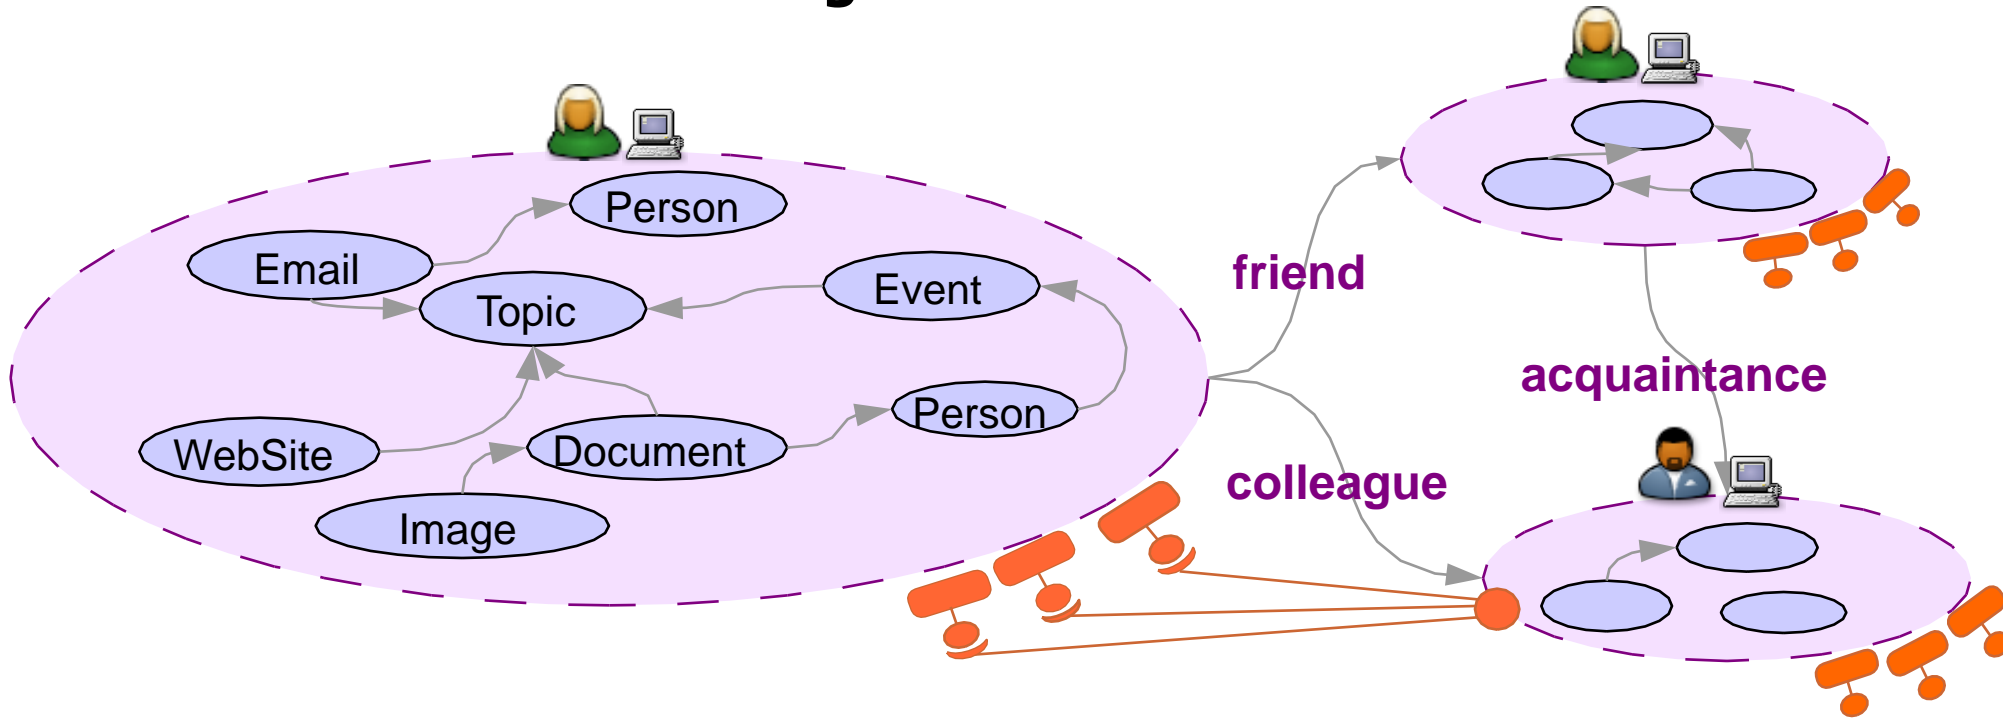 Person
Email
Topic
Event
friend
acquaintance
Person
WebSite
Document
colleague
Image